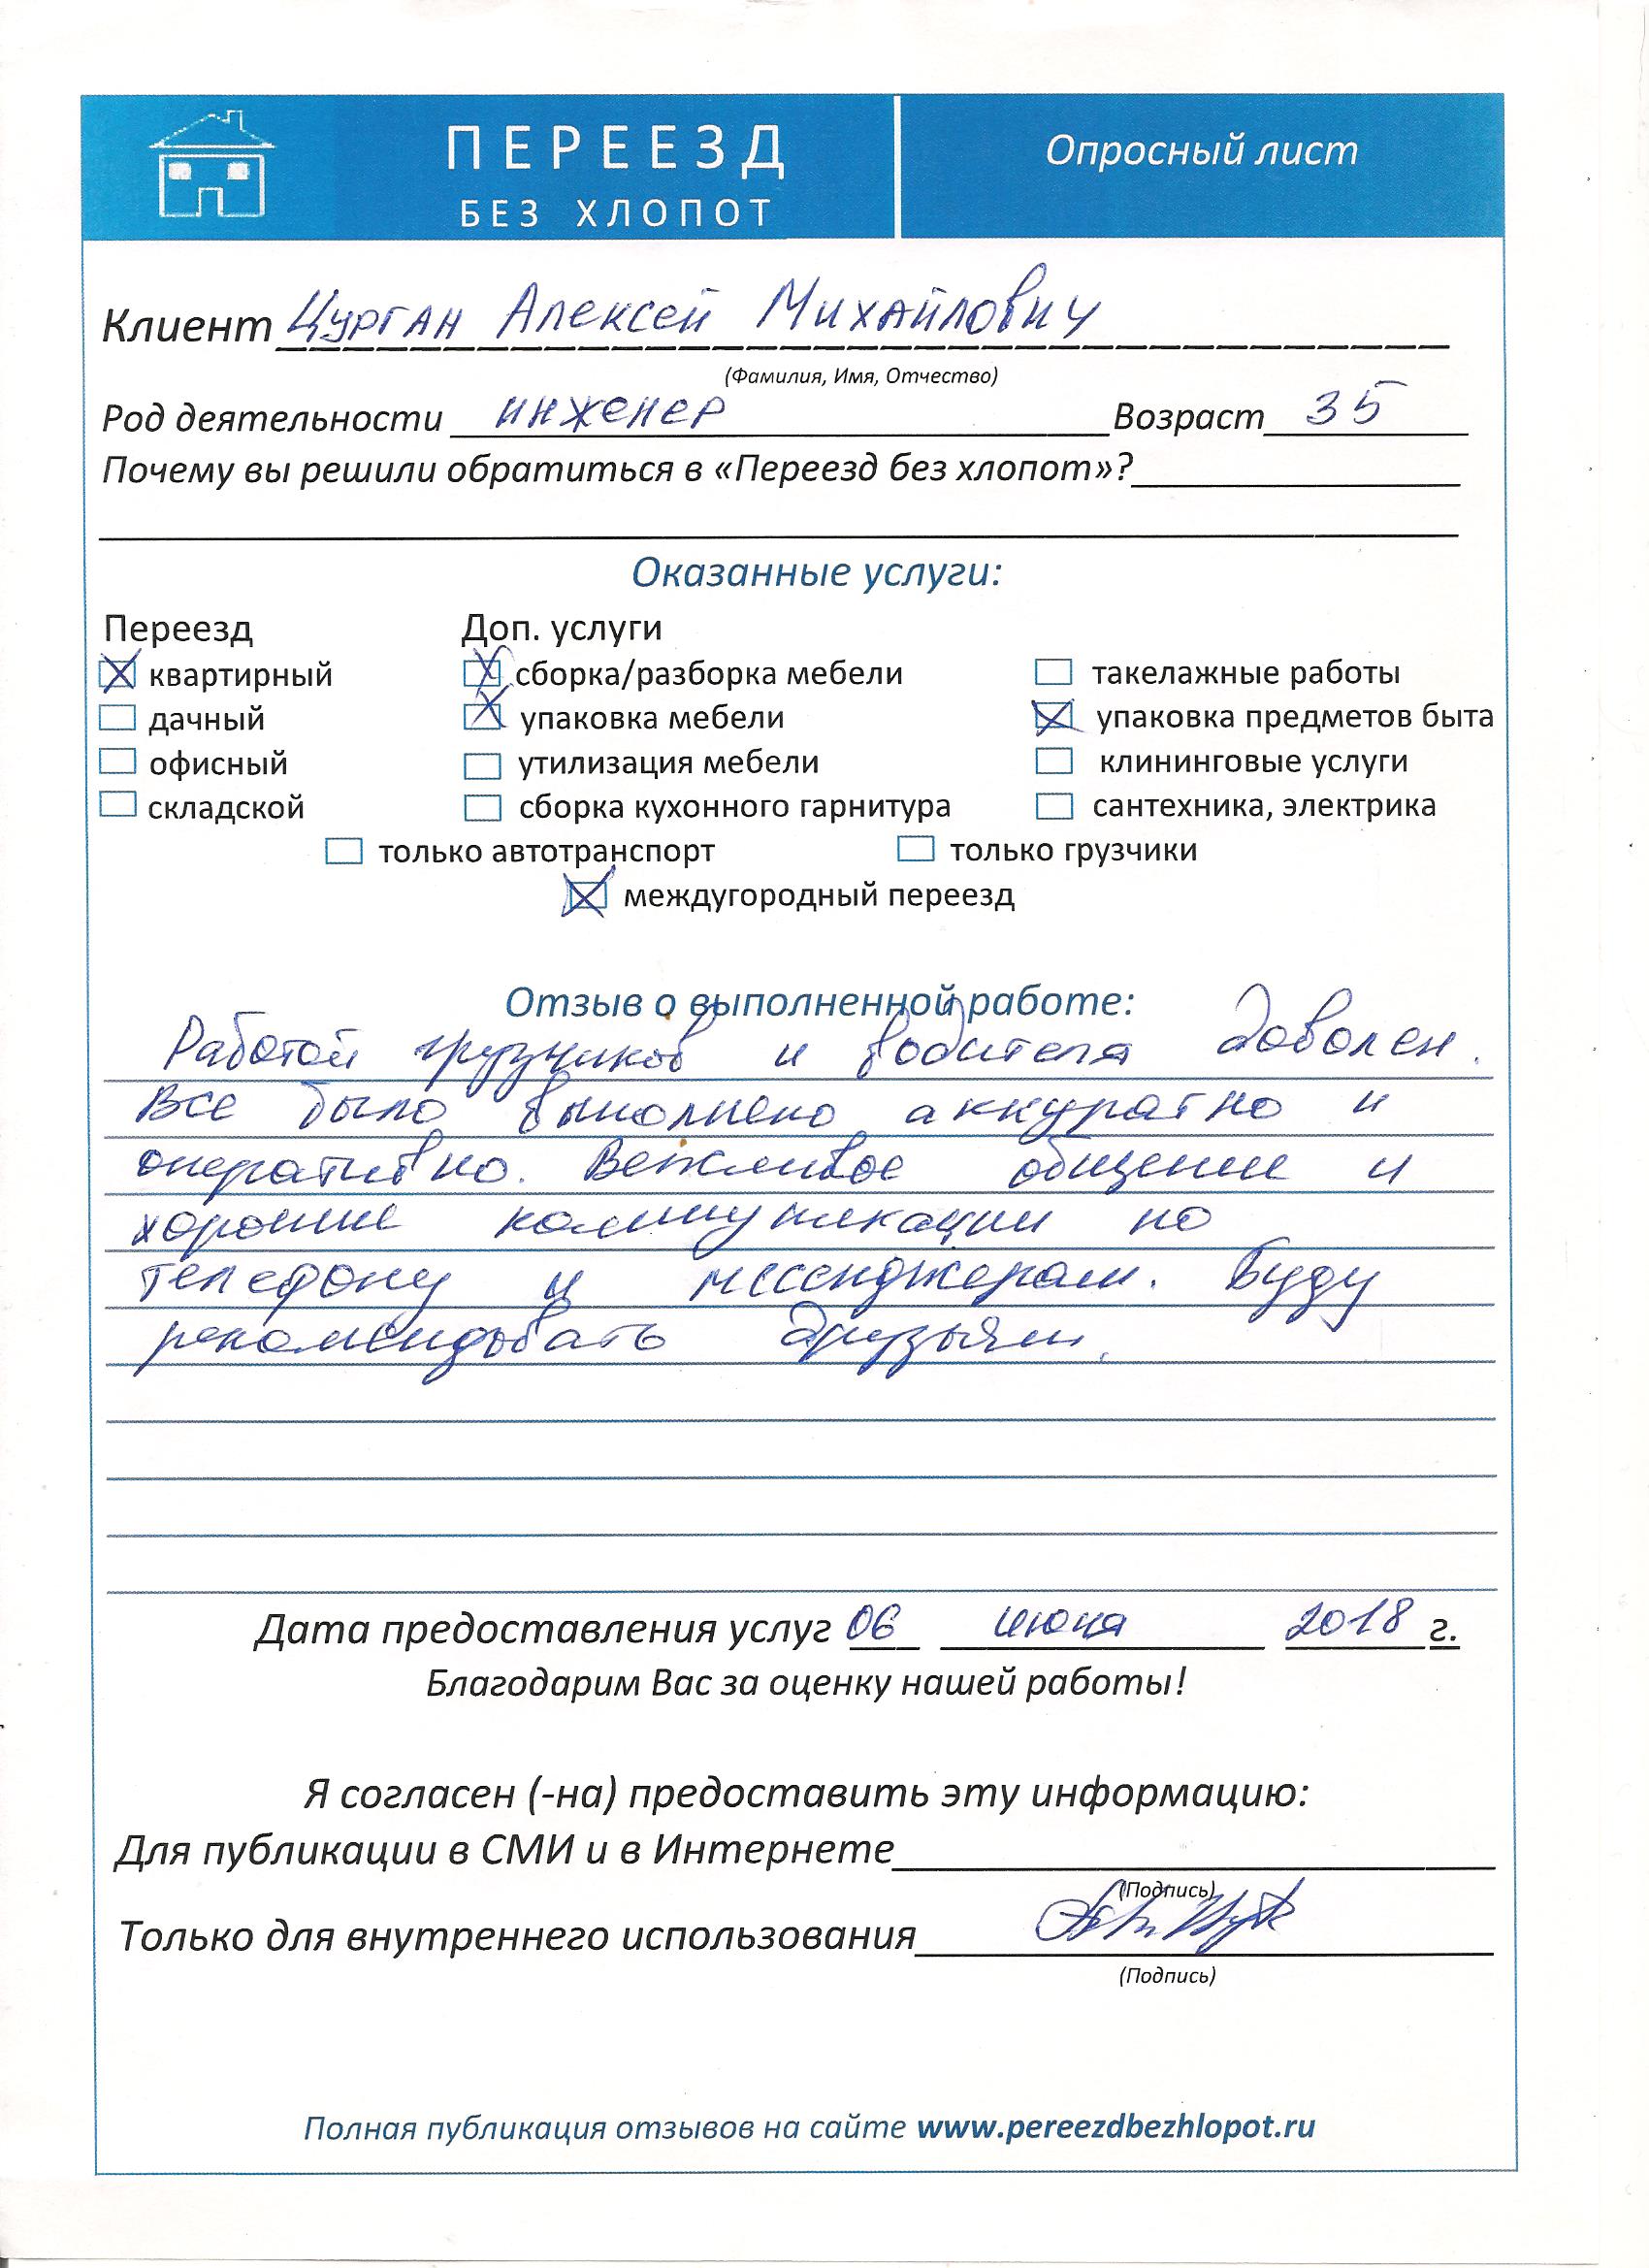 ПЕРЕЕЗД
БЕЗ ХЛОПОТ
Опросный лист
Клиент Цурган Алексей Михайлович
(Фамилия, Имя, Отчество)
Род деятельности инженер Возраст 35
Почему вы решили обратиться в «Переезд без хлопот»?
Оказанные услуги:
Переезд Доп. услуги
квартирный сборка/разборка мебели такелажные работы
дачный упаковка мебели упаковка предметов быта
офисный утилизация мебели клининговые услуги
складской сборка кухонного гарнитура сантехника, электрика
только автотранспорт только грузчики
междугородный переезд
Отзыв о выполненной работе:
Работой грузчиков и водителя доволен.
Все было выполнено аккуратно и
оперативно. Вежливое общение и
хорошие коммуникации по
телефону и мессенджерам. Буду
рекомендовать друзьям.
Дата предоставления услуг 06 июня 2018 г.
Благодарим Вас за оценку нашей работы!
Я согласен (-на) предоставить эту информацию:
Для публикации в СМИ и в Интернете
(Подпись)
Только для внутреннего использования
(Подпись)
Полная публикация отзывов на сайте www.pereezdbezhlopot.ru